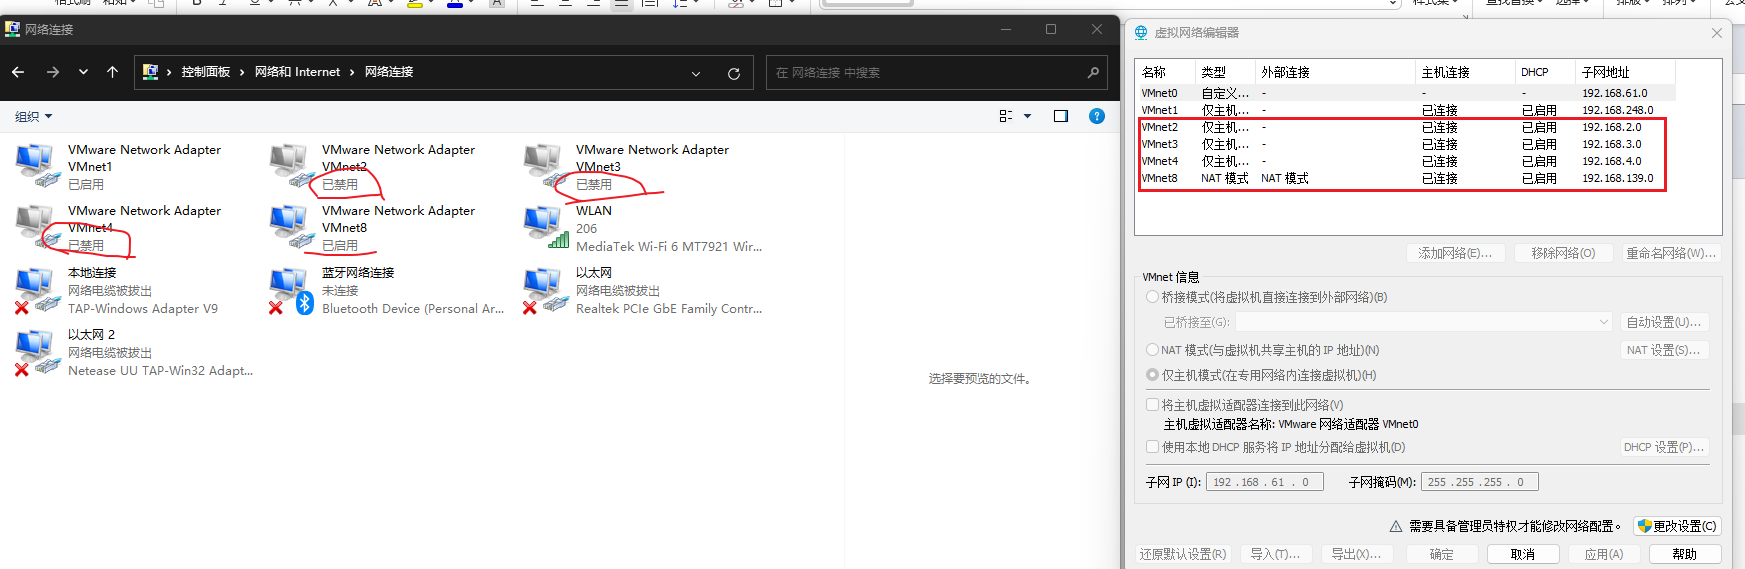 网络连接
控制面板 › 网络和 Internet › 网络连接
在 网络连接 中搜索
组织
VMware Network Adapter
VMnet1
已启用
VMware Network Adapter
VMnet2
已禁用
VMware Network Adapter
VMnet3
已禁用
VMware Network Adapter
VMnet4
已禁用
VMware Network Adapter
VMnet8
已启用
WLAN
206
MediaTek Wi-Fi 6 MT7921 Wir...
本地连接
网络电缆被拔出
TAP-Windows Adapter V9
蓝牙网络连接
未连接
Bluetooth Device (Personal Ar...
以太网
网络电缆被拔出
Realtek PCIe GbE Family Contr...
以太网 2
网络电缆被拔出
Netease UU TAP-Win32 Adapt...
选择要预览的文件。
虚拟网络编辑器
名称 类型 外部连接 主机连接 DHCP 子网地址
VMnet0 自定义... - - - 192.168.61.0
VMnet1 仅主机... - 已连接 已启用 192.168.248.0
VMnet2 仅主机... - 已连接 已启用 192.168.2.0
VMnet3 仅主机... - 已连接 已启用 192.168.3.0
VMnet4 仅主机... - 已连接 已启用 192.168.4.0
VMnet8 NAT 模式 NAT 模式 已连接 已启用 192.168.139.0
添加网络(E)... 移除网络(O) 重命名网络(W)...
VMnet 信息
桥接模式(将虚拟机直接连接到外部网络)(B)
已桥接至(G): 自动设置(U)...
NAT 模式(与虚拟机共享主机的 IP 地址)(N) NAT 设置(S)...
仅主机模式(在专用网络内连接虚拟机)(H)
将主机虚拟适配器连接到此网络(V)
主机虚拟适配器名称: VMware 网络适配器 VMnet0
使用本地 DHCP 服务将 IP 地址分配给虚拟机(D) DHCP 设置(P)...
子网 IP (I): 192 . 168 . 61 . 0 子网掩码(M): 255 . 255 . 255 . 0
需要具备管理员特权才能修改网络配置。 更改设置(C)
还原默认设置(R) 导入(T)... 导出(X)... 确定 取消 应用(A) 帮助